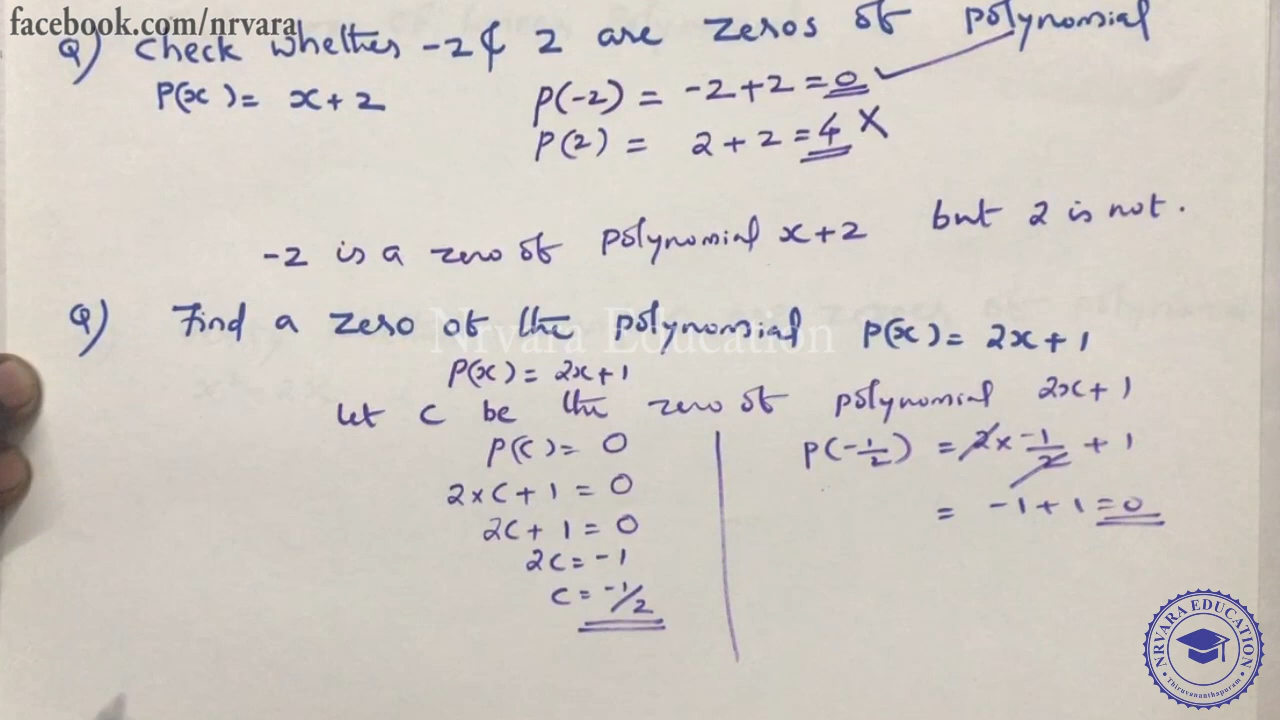 facebook.com/nrvara
Q) Check whether -2 & 2 are zeros of polynomial
P(x) = x + 2
P(-2) = -2 + 2 = 0 ✓
P(2) = 2 + 2 = 4 X
-2 is a zero of polynomial x + 2 but 2 is not.
Q) Find a zero of the polynomial P(x) = 2x + 1
Nrvara Education
P(x) = 2x + 1
Let C be the zero of polynomial 2x + 1
P(C) = 0
2 × C + 1 = 0
2C + 1 = 0
2C = -1
C = -1/2
P(-1/2) = 2 × -1/2 + 1
= -1 + 1 = 0
NRVARA EDUCATION
Thiruvananthapuram